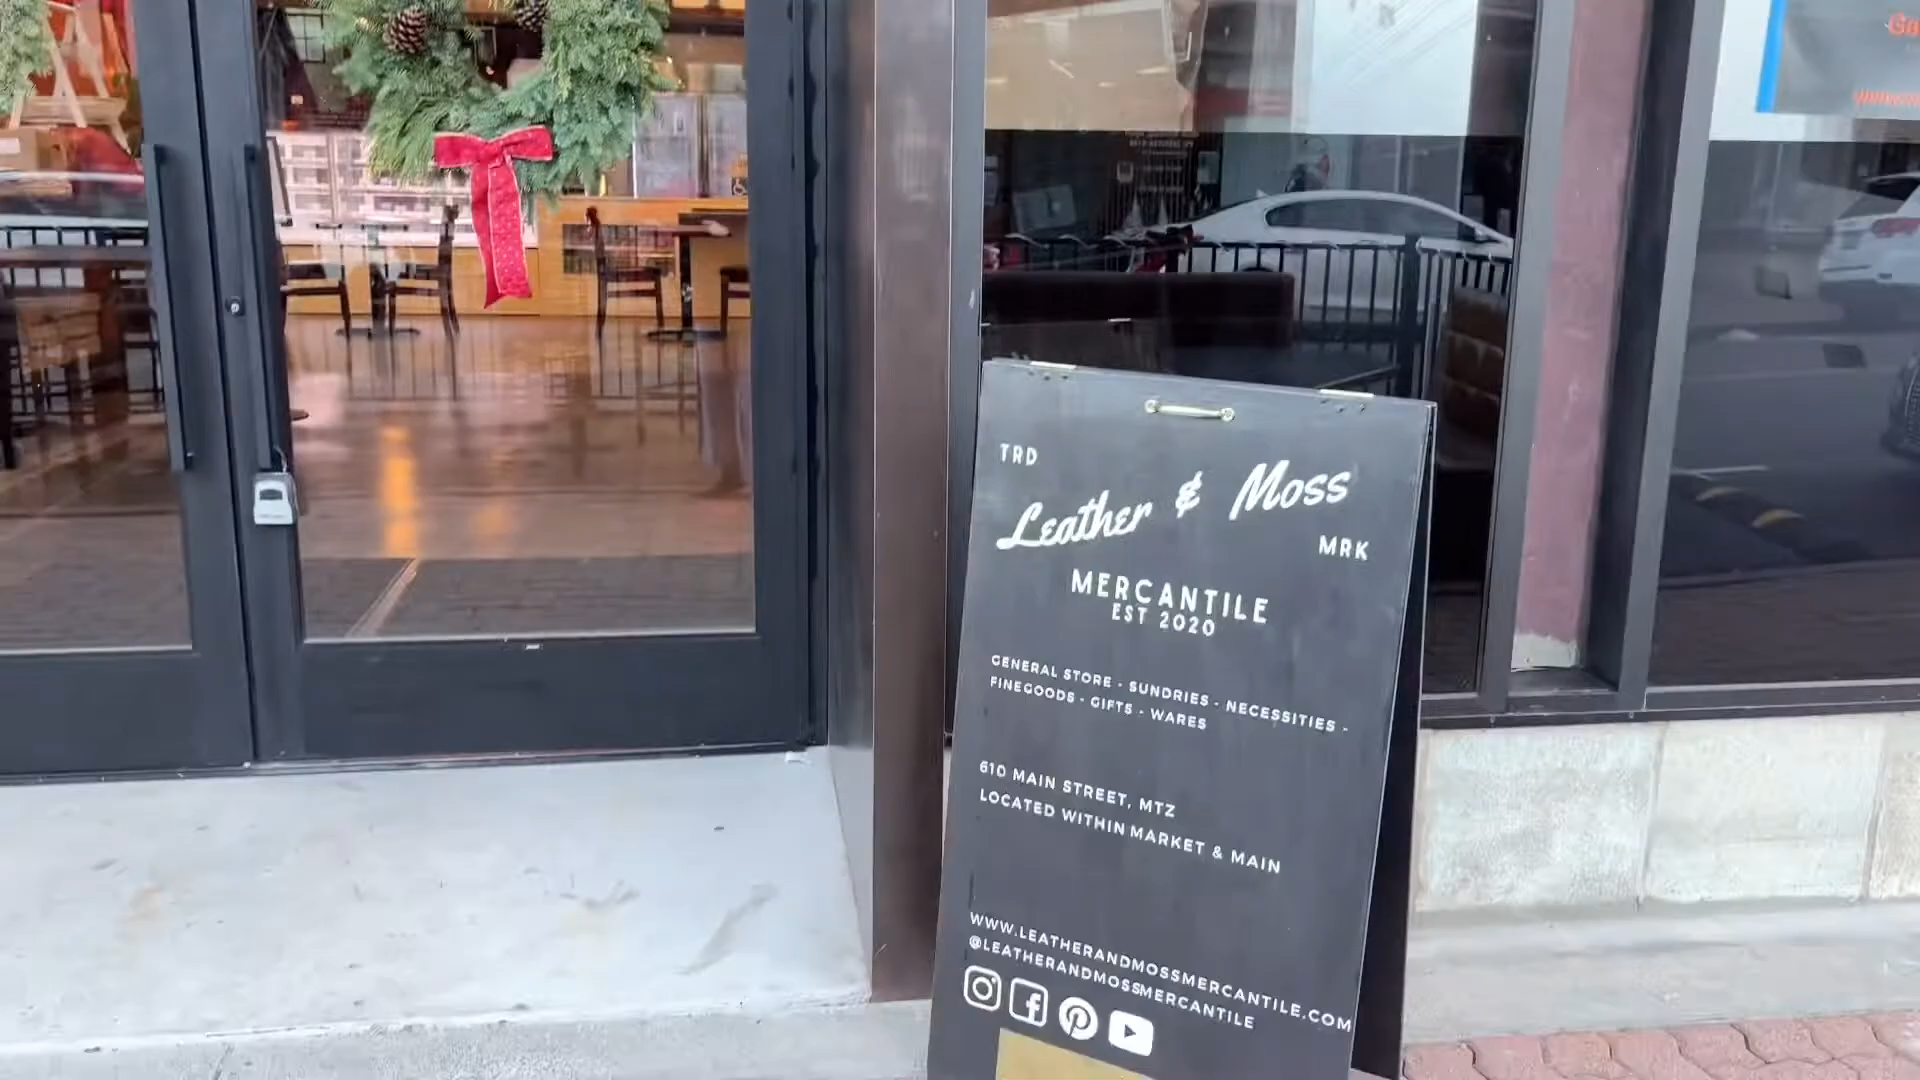 TRD
Leather & Moss
MRK
MERCANTILE
EST 2020
GENERAL STORE - SUNDRIES - NECESSITIES -
FINEGOODS - GIFTS - WARES
610 MAIN STREET, MTZ
LOCATED WITHIN MARKET & MAIN
WWW.LEATHERANDMOSSMERCANTILE.COM
@LEATHERANDMOSSMERCANTILE